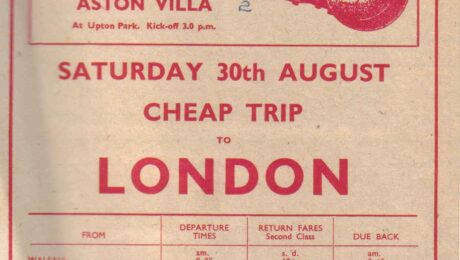 ASTON VILLA
2
At Upton Park. Kick-off 3.0 p.m.
SATURDAY 30th AUGUST
CHEAP TRIP
TO
LONDON
FROM
DEPARTURE TIMES
RETURN FARES
Second Class
DUE BACK
am.
s. d.
am.